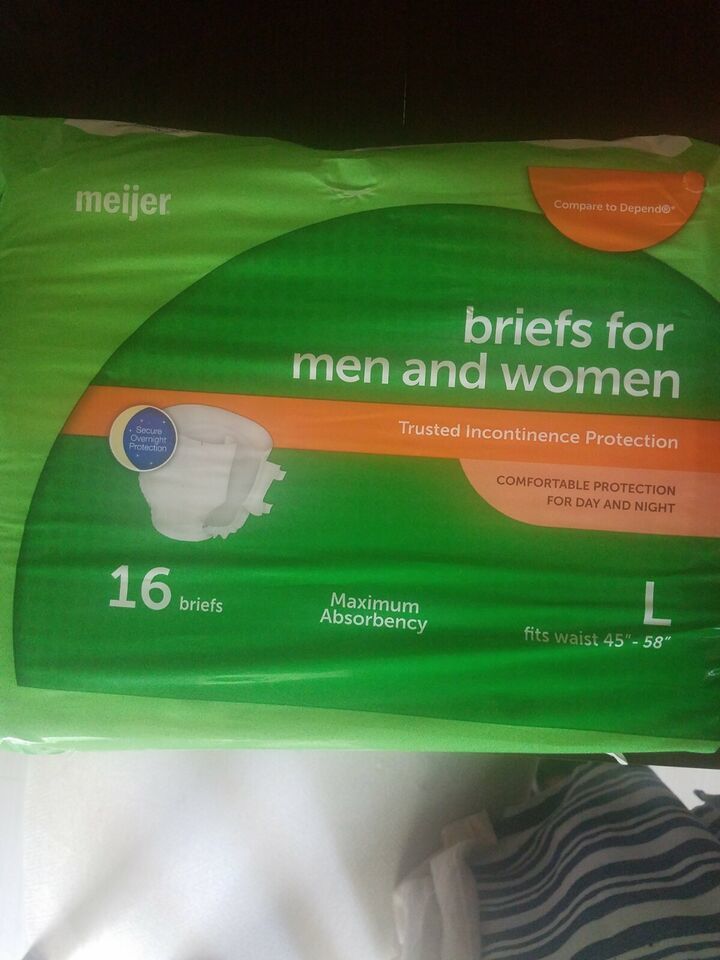 meijer
Compare to Depend®*
briefs for
men and women
Trusted Incontinence Protection
Secure
Overnight
Protection
COMFORTABLE PROTECTION
FOR DAY AND NIGHT
16 briefs
Maximum
Absorbency
L
fits waist 45"- 58"